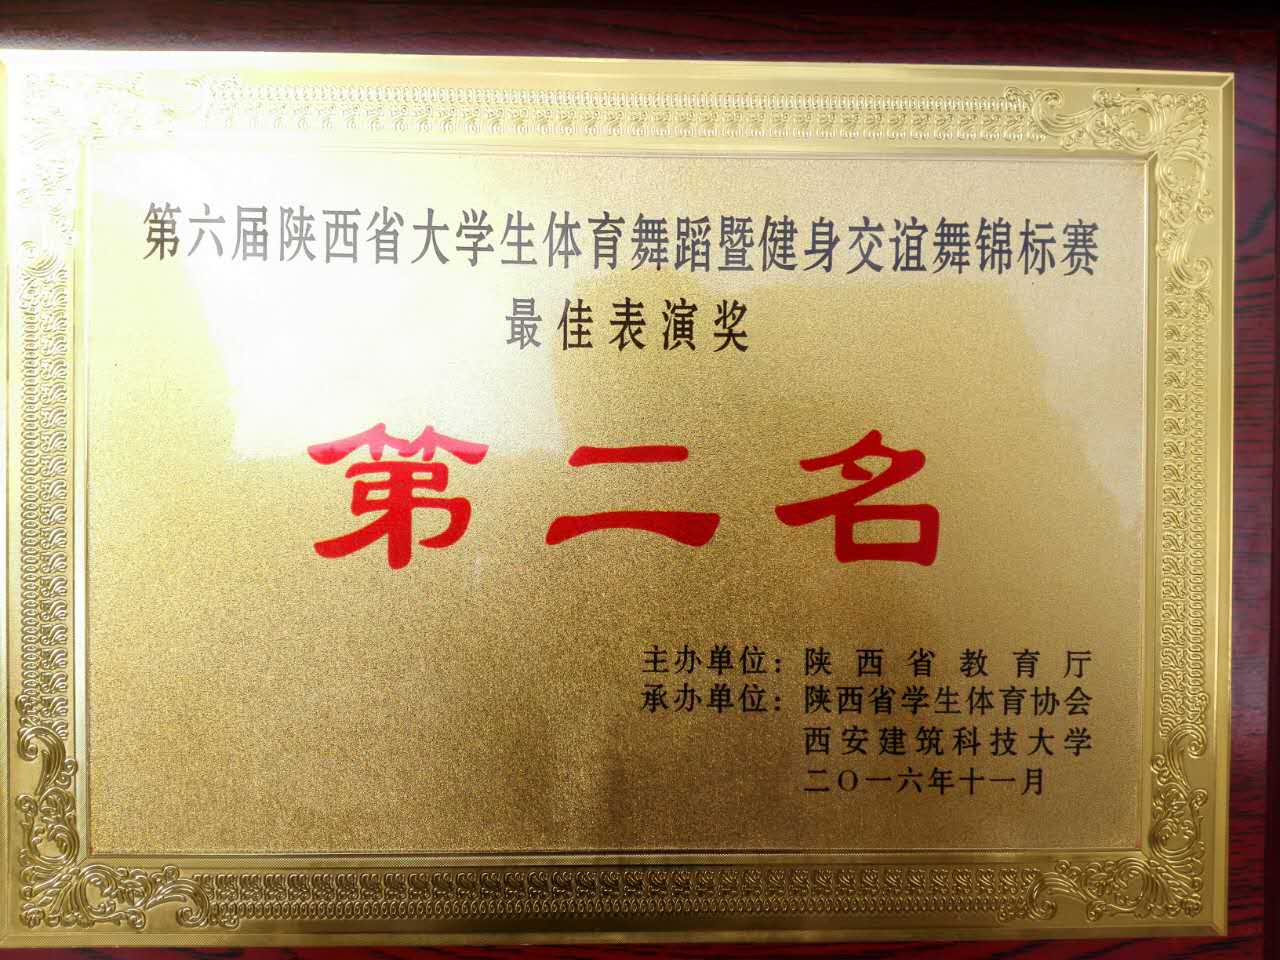 第六届陕西省大学生体育舞蹈暨健身交谊舞锦标赛
最佳表演奖
第二名
主办单位：陕西省教育厅
承办单位：陕西省学生体育协会
西安建筑科技大学
二〇一六年十一月